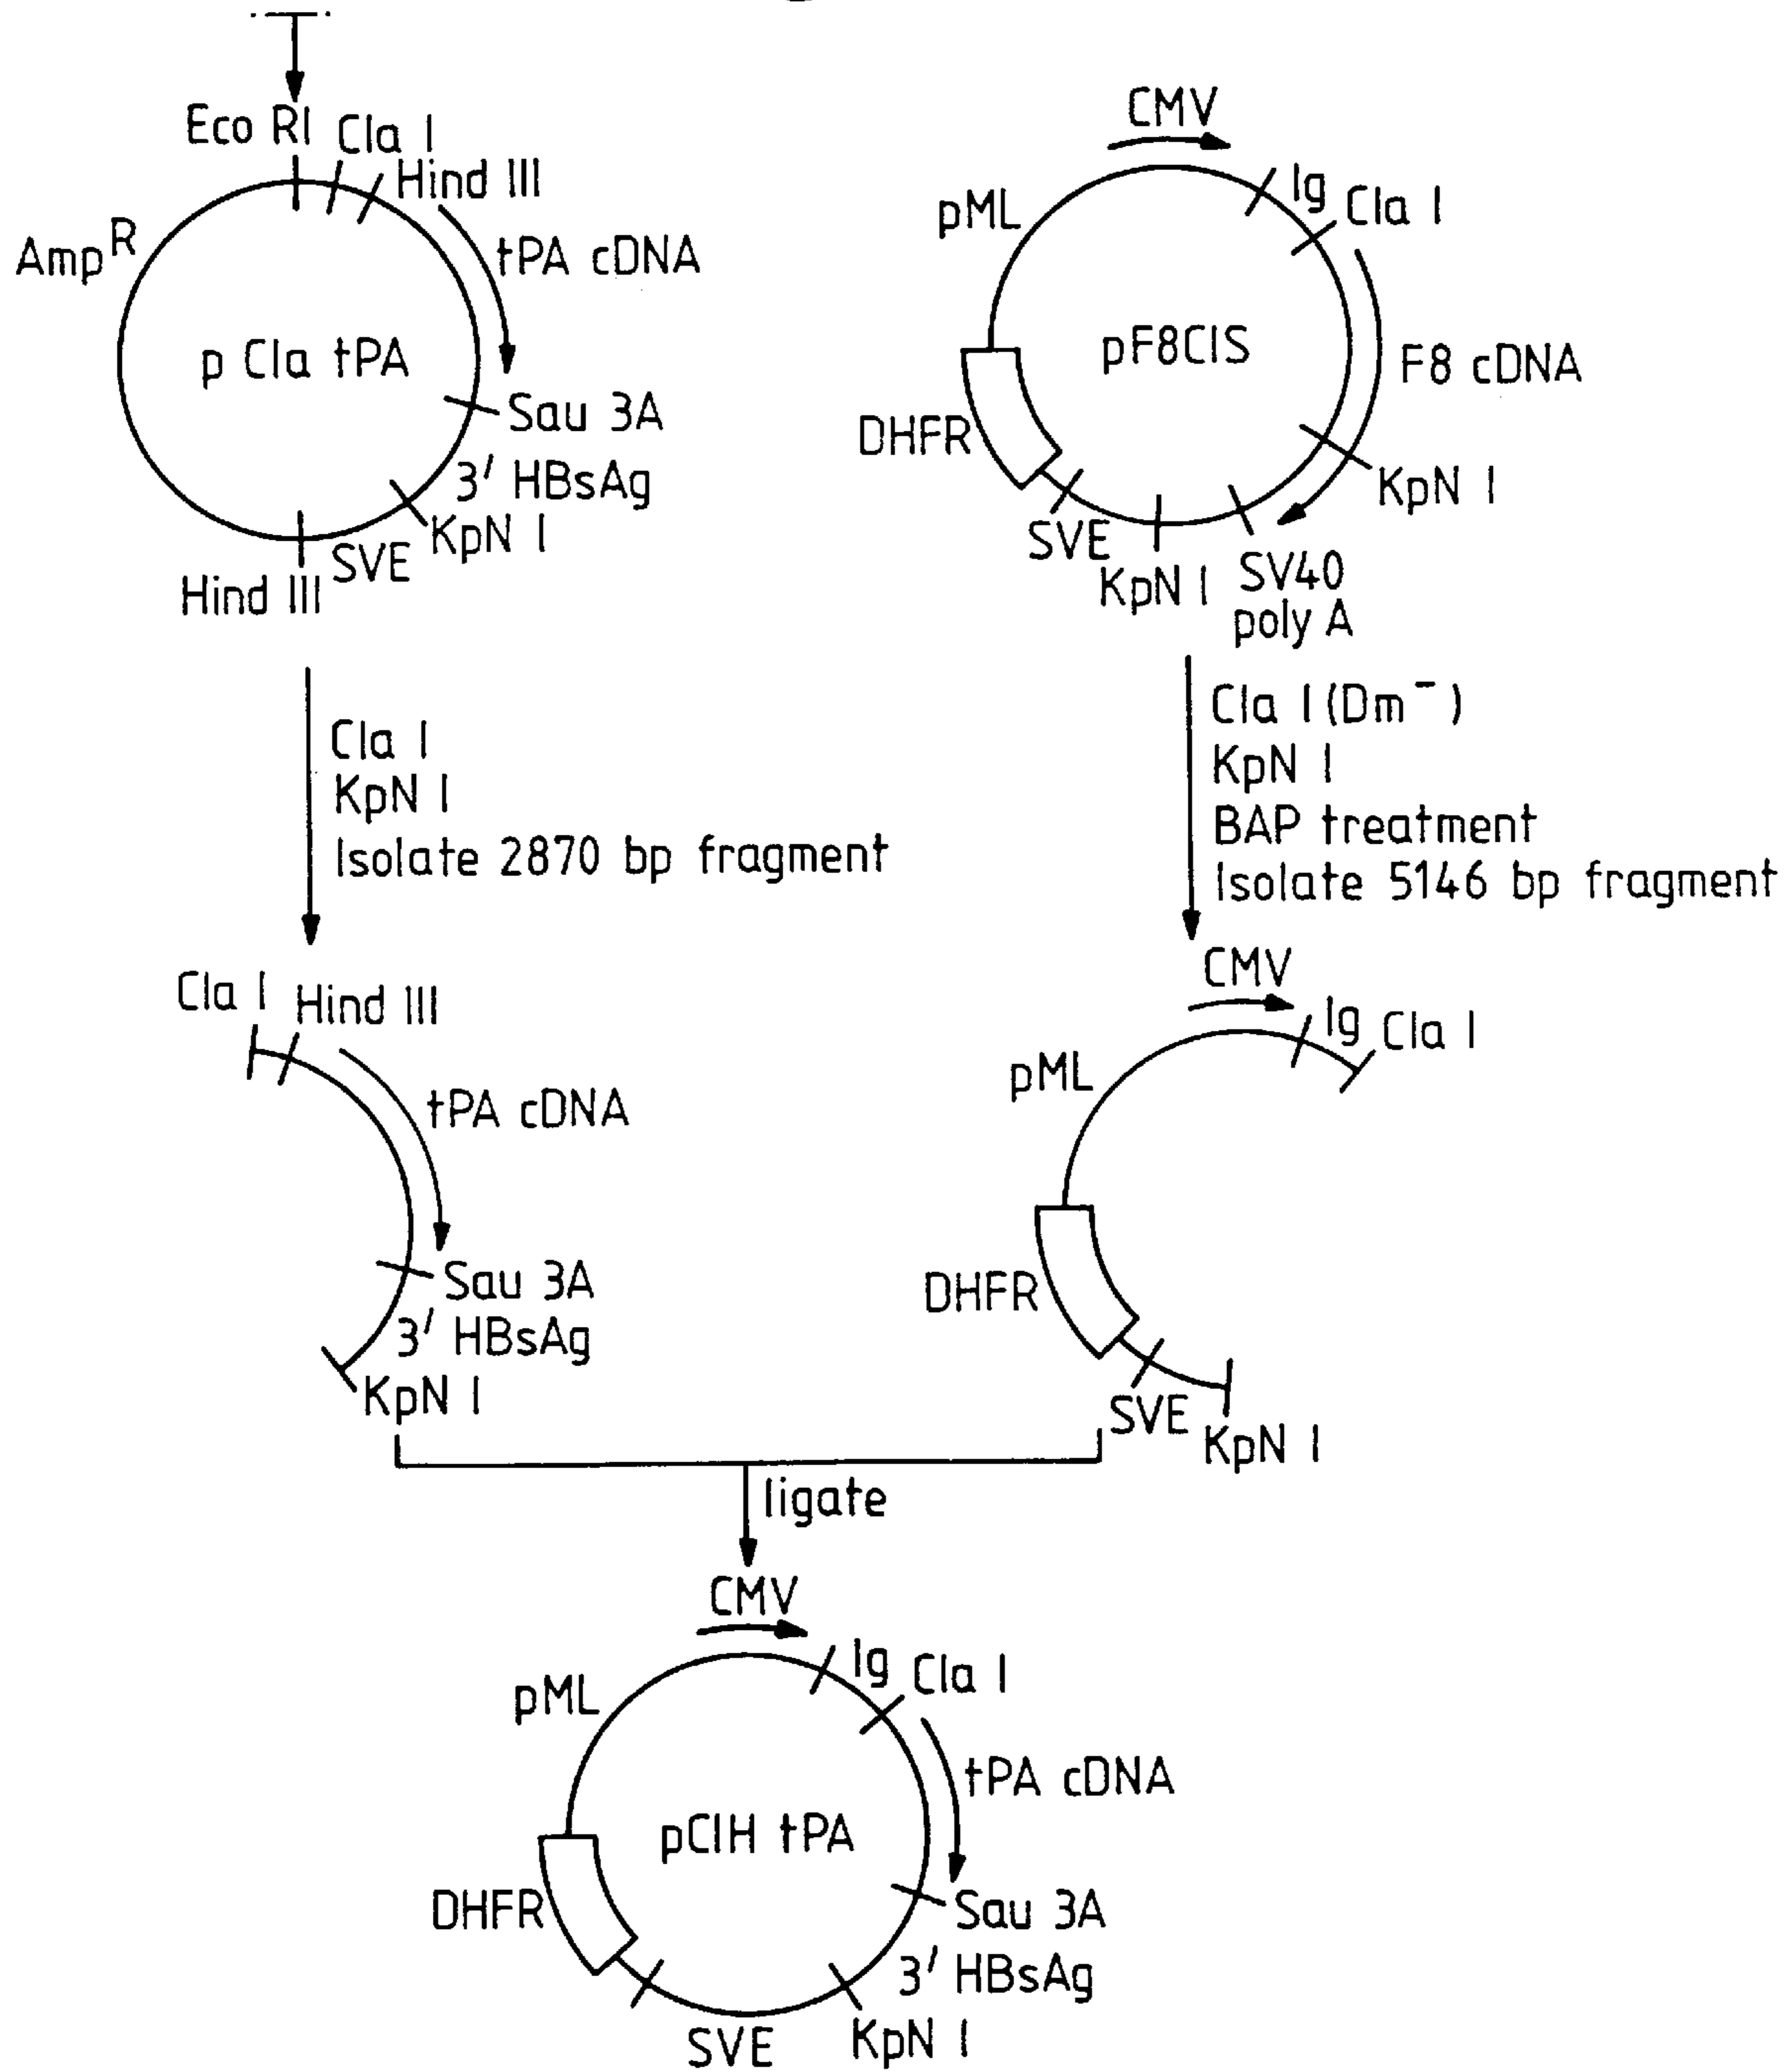 Eco RI
Cla I
Hind III
Amp R
tPA cDNA
p Cla tPA
Sau 3A
3' HBsAg
KpN I
SVE
Hind III
CMV
Ig
Cla I
pML
pF8CIS
F8 cDNA
DHFR
KpN I
SVE
KpN I
SV40
poly A
Cla I
KpN I
Isolate 2870 bp fragment
Cla I (Dm⁻)
KpN I
BAP treatment
Isolate 5146 bp fragment
Cla I
Hind III
tPA cDNA
Sau 3A
3' HBsAg
KpN I
CMV
Ig
Cla I
pML
DHFR
SVE
KpN I
ligate
CMV
Ig
Cla I
pML
tPA cDNA
pCIH tPA
DHFR
Sau 3A
3' HBsAg
KpN I
SVE